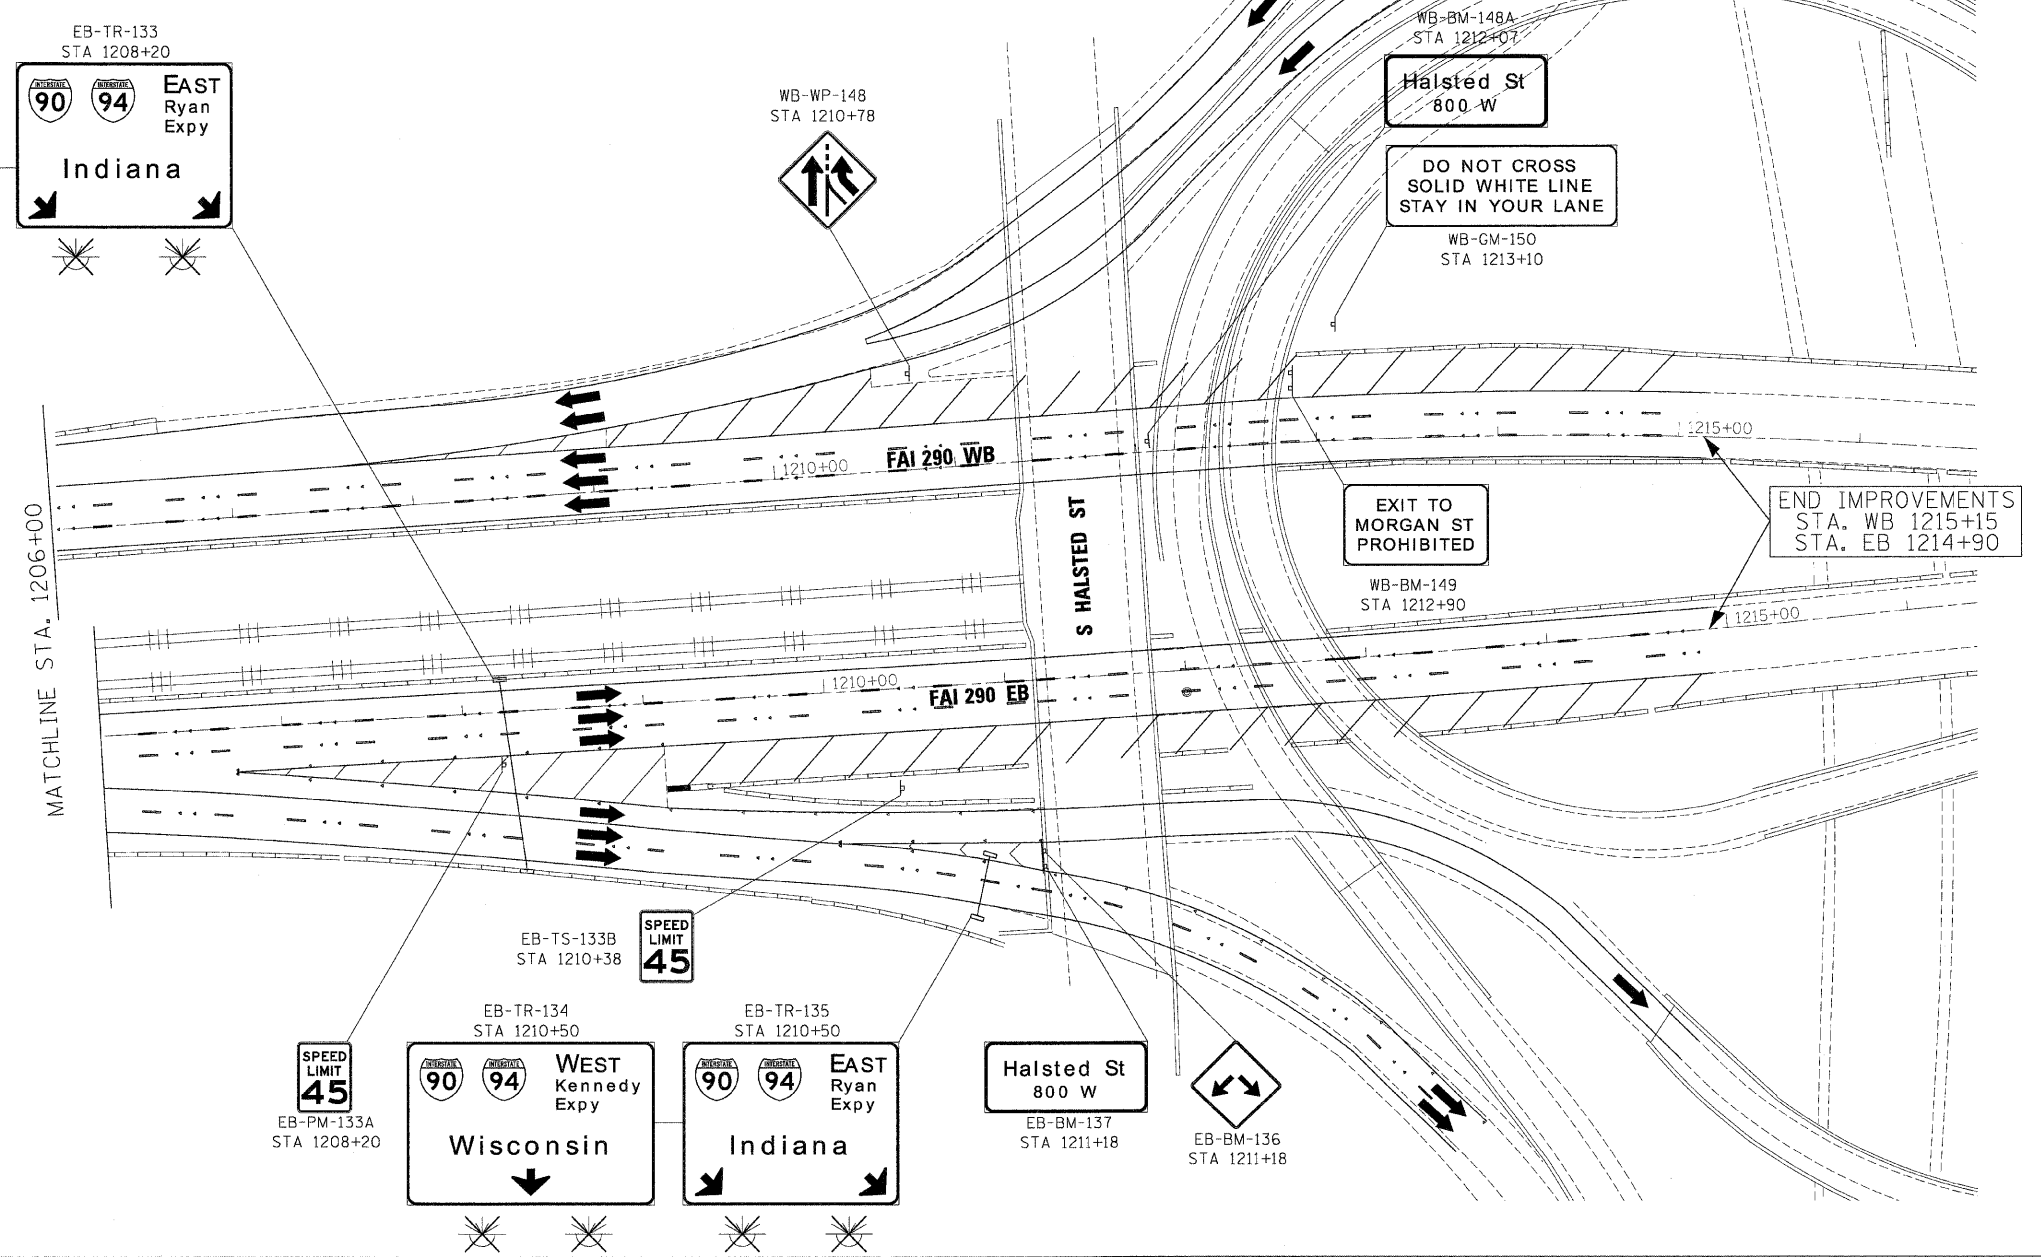 EB-TR-133
STA 1208+20
INTERSTATE 90 INTERSTATE 94 EAST
Ryan
Expy
Indiana
WB-WP-148
STA 1210+78
WB-BM-148A
STA 1212+07
Halsted St
800 W
DO NOT CROSS
SOLID WHITE LINE
STAY IN YOUR LANE
WB-GM-150
STA 1213+10
1215+00
1210+00
FAI 290 WB
S HALSTED ST
EXIT TO
MORGAN ST
PROHIBITED
WB-BM-149
STA 1212+90
END IMPROVEMENTS
STA. WB 1215+15
STA. EB 1214+90
MATCHLINE STA. 1206+00
1215+00
1210+00
FAI 290 EB
EB-TS-133B
STA 1210+38
SPEED
LIMIT
45
SPEED
LIMIT
45
EB-PM-133A
STA 1208+20
EB-TR-134
STA 1210+50
INTERSTATE 90 INTERSTATE 94 WEST
Kennedy
Expy
Wisconsin
EB-TR-135
STA 1210+50
INTERSTATE 90 INTERSTATE 94 EAST
Ryan
Expy
Indiana
Halsted St
800 W
EB-BM-137
STA 1211+18
EB-BM-136
STA 1211+18